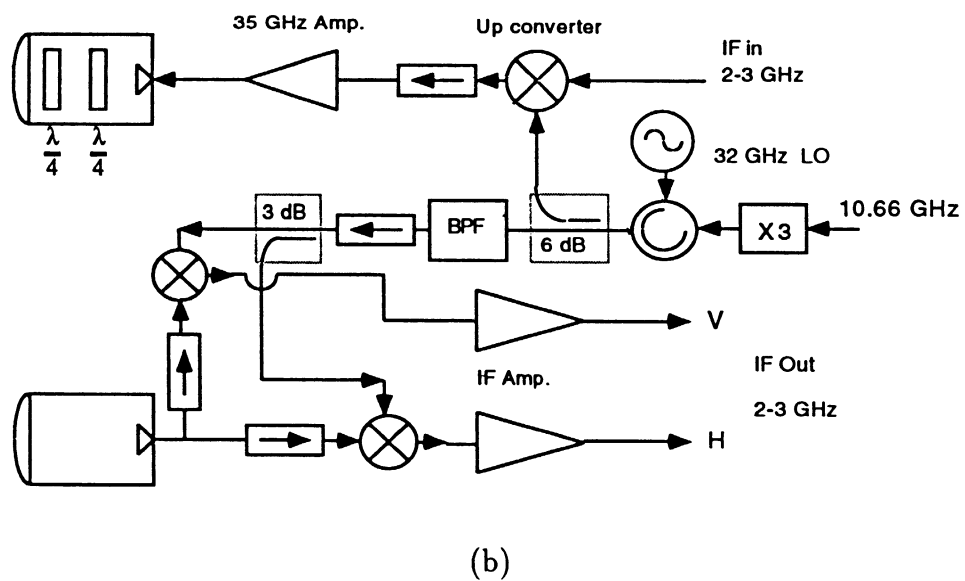 35 GHz Amp.
Up converter
IF in
2-3 GHz
λ/4
λ/4
32 GHz LO
3 dB
BPF
6 dB
X3
10.66 GHz
V
IF Amp.
IF Out
2-3 GHz
H
(b)